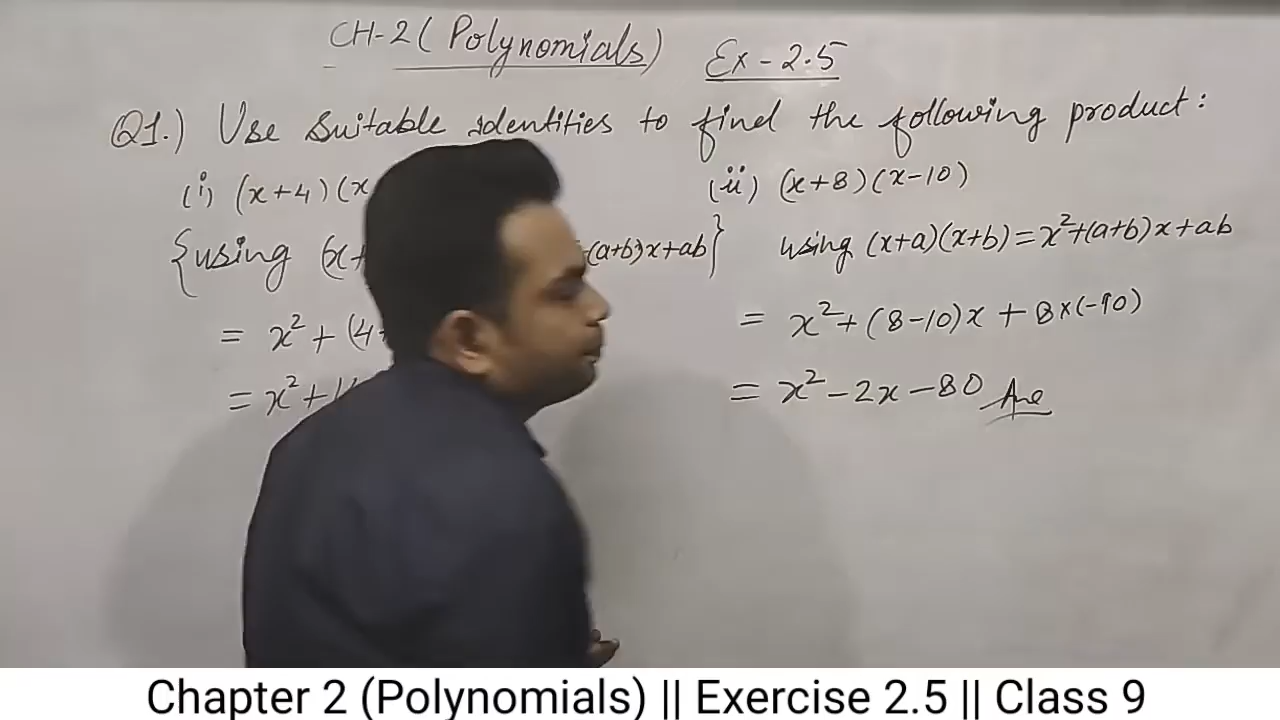 CH-2 (Polynomials) Ex-2.5
Q1.) Use suitable identities to find the following product:
(i) (x+4)(x
{using (x+ (a+b)x+ab}
= x²+(4+
= x²+
(ii) (x+8)(x-10)
using (x+a)(x+b)=x²+(a+b)x+ab
= x²+(8-10)x+8×(-10)
= x²-2x-80 Ans
Chapter 2 (Polynomials) || Exercise 2.5 || Class 9